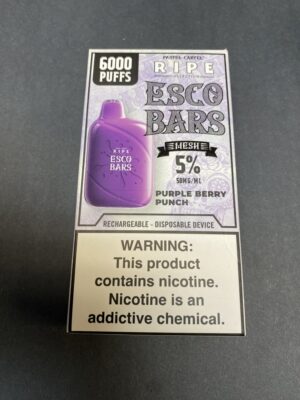 6000
PUFFS
PASTEL CARTEL
RIPE
COLLECTION
ESCO
BARS
MESH
5%
50MG/ML
PURPLE BERRY
PUNCH
RIPE
ESCO
BARS
RECHARGEABLE - DISPOSABLE DEVICE
WARNING:
This product
contains nicotine.
Nicotine is an
addictive chemical.